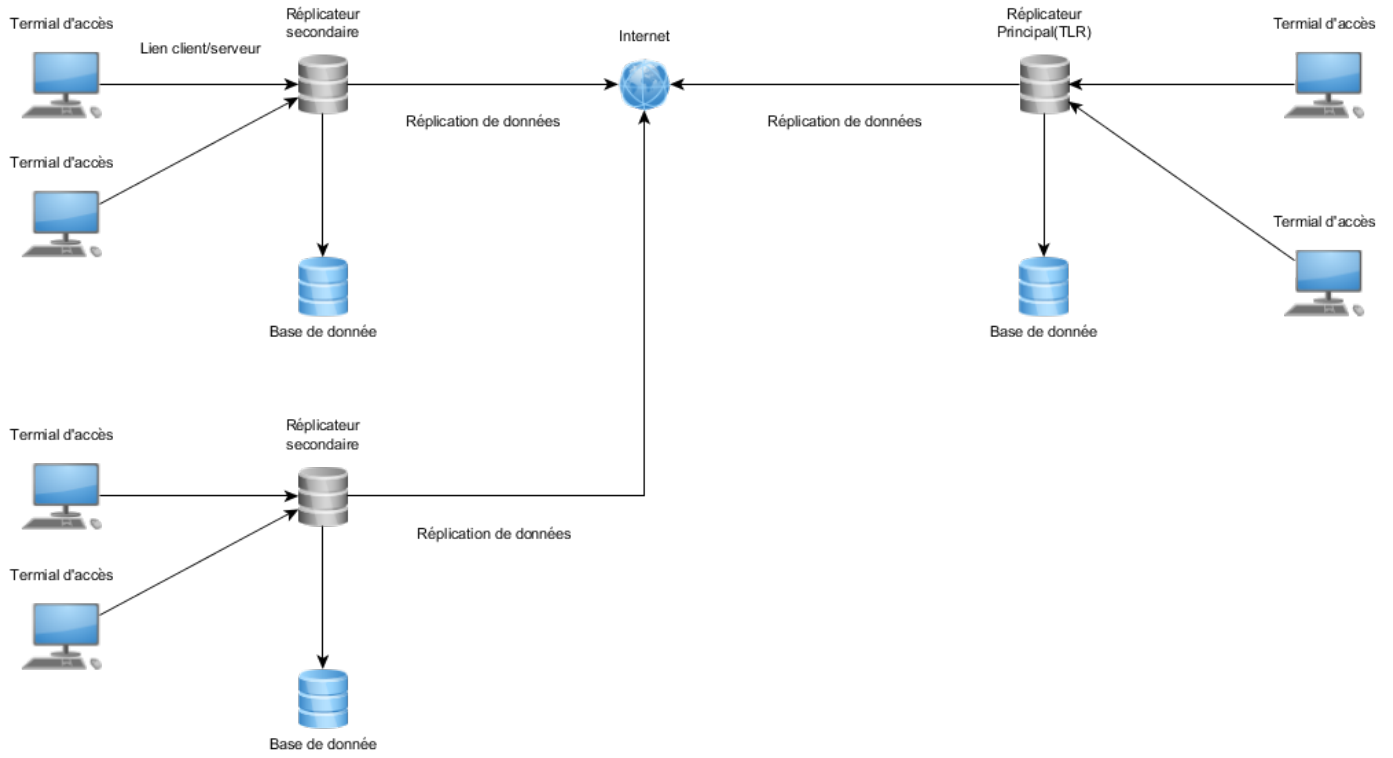 Termial d'accès
Lien client/serveur
Réplicateur
secondaire
Internet
Réplicateur
Principal(TLR)
Termial d'accès
Réplication de données
Réplication de données
Termial d'accès
Termial d'accès
Base de donnée
Base de donnée
Termial d'accès
Réplicateur
secondaire
Réplication de données
Termial d'accès
Base de donnée